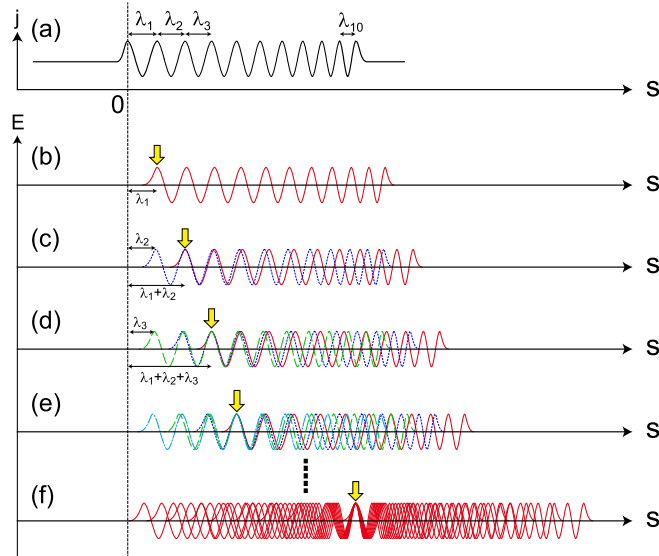 (a) j λ₁ λ₂ λ₃ λ₁₀
0 S
E
(b) S
λ₁
(c) λ₂ S
λ₁+λ₂
(d) λ₃ S
λ₁+λ₂+λ₃
(e) S
(f) S